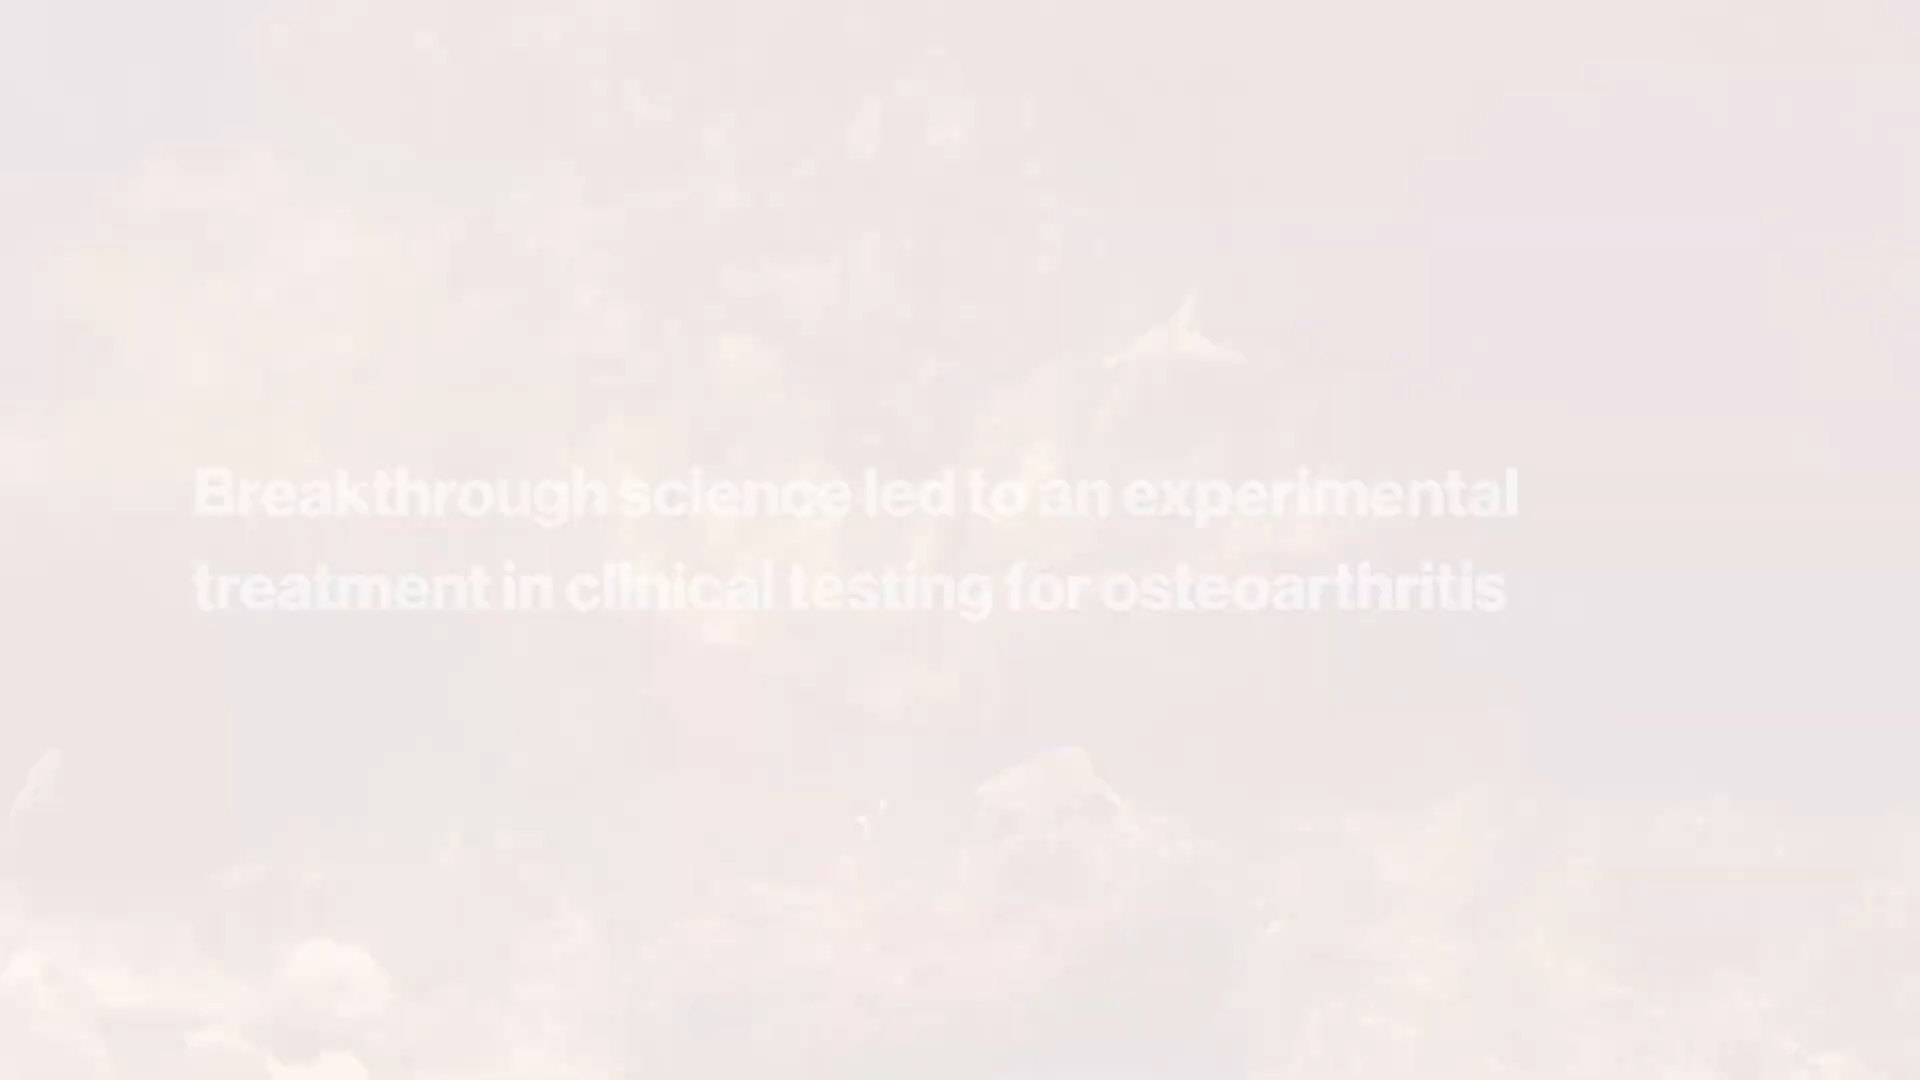 Breakthrough science led to an experimental
treatment in clinical testing for osteoarthritis